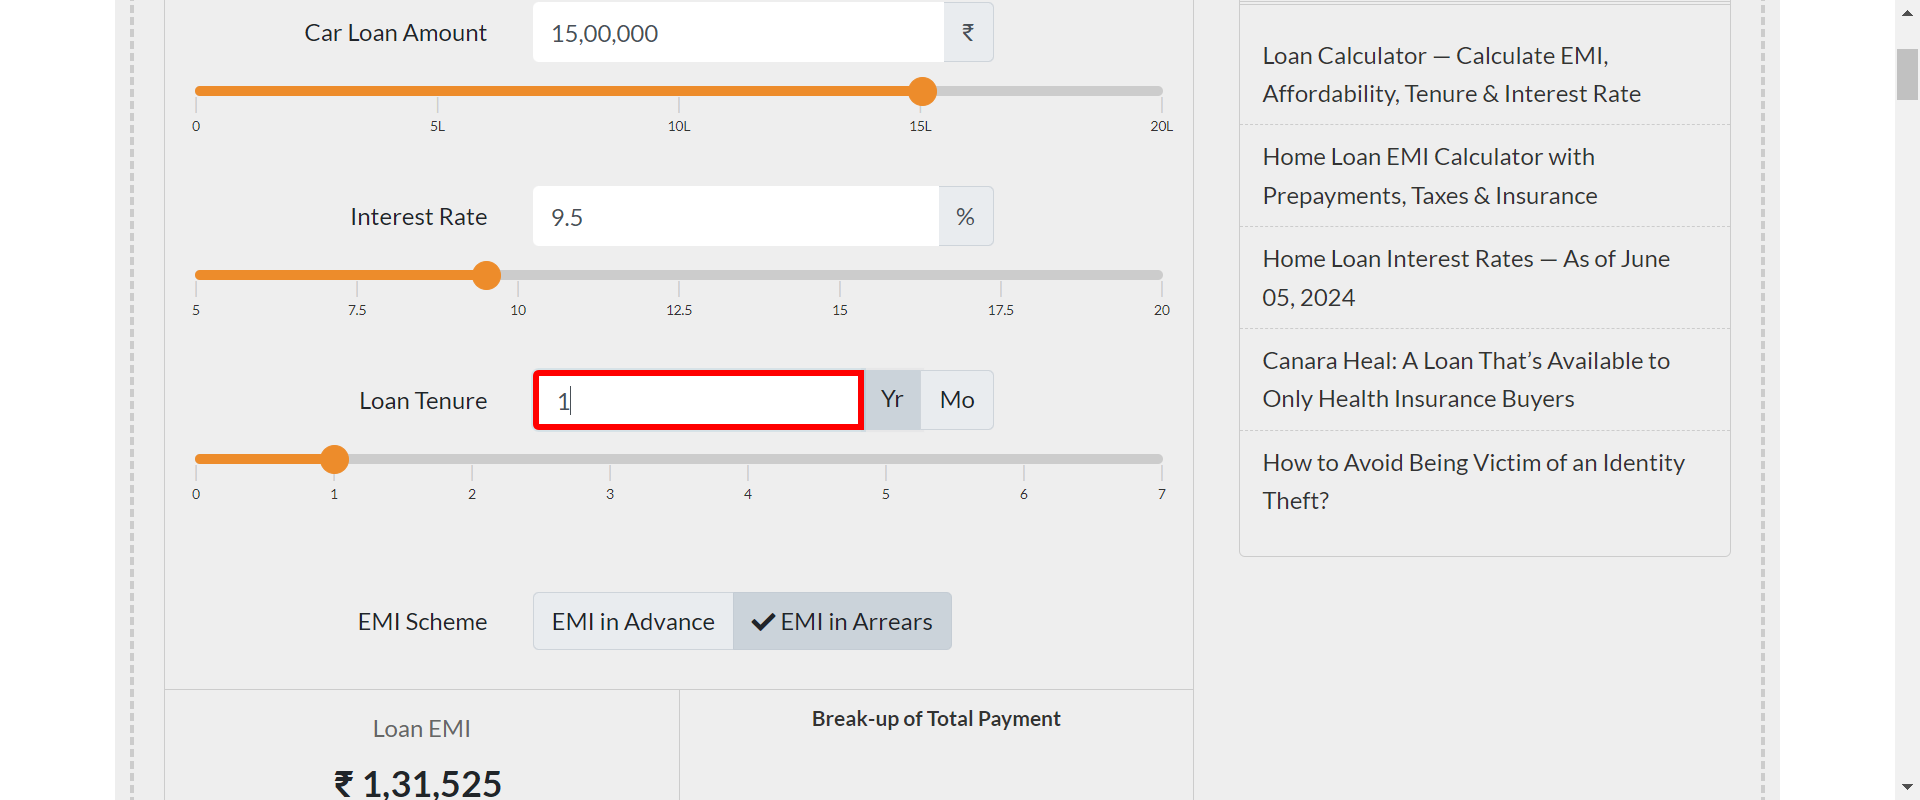 Car Loan Amount 15,00,000 ₹
0 5L 10L 15L 20L
Interest Rate 9.5 %
5 7.5 10 12.5 15 17.5 20
Loan Tenure 1 Yr Mo
0 1 2 3 4 5 6 7
EMI Scheme EMI in Advance EMI in Arrears
Loan EMI
₹ 1,31,525
Break-up of Total Payment
Loan Calculator — Calculate EMI,
Affordability, Tenure & Interest Rate
Home Loan EMI Calculator with
Prepayments, Taxes & Insurance
Home Loan Interest Rates — As of June
05, 2024
Canara Heal: A Loan That’s Available to
Only Health Insurance Buyers
How to Avoid Being Victim of an Identity
Theft?